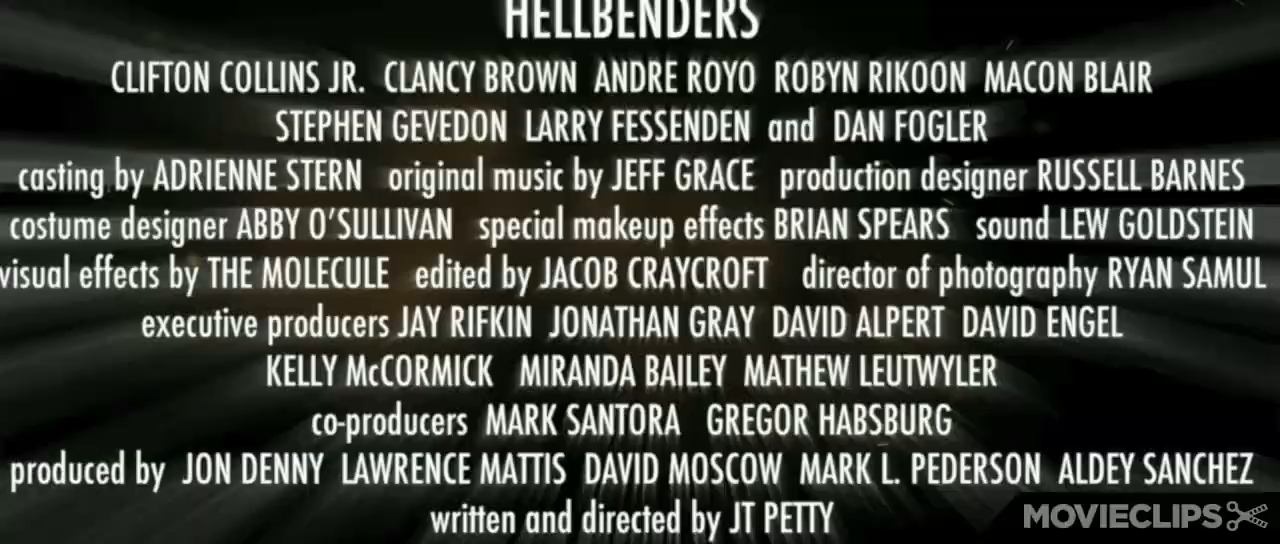 HELLBENDERS
CLIFTON COLLINS JR. CLANCY BROWN ANDRE ROYO ROBYN RIKOON MACON BLAIR
STEPHEN GEVEDON LARRY FESSENDEN and DAN FOGLER
casting by ADRIENNE STERN original music by JEFF GRACE production designer RUSSELL BARNES
costume designer ABBY O'SULLIVAN special makeup effects BRIAN SPEARS sound LEW GOLDSTEIN
visual effects by THE MOLECULE edited by JACOB CRAYCROFT director of photography RYAN SAMUL
executive producers JAY RIFKIN JONATHAN GRAY DAVID ALPERT DAVID ENGEL
KELLY McCORMICK MIRANDA BAILEY MATHEW LEUTWYLER
co-producers MARK SANTORA GREGOR HABSBURG
produced by JON DENNY LAWRENCE MATTIS DAVID MOSCOW MARK L. PEDERSON ALDEY SANCHEZ
written and directed by JT PETTY
MOVIECLIPS